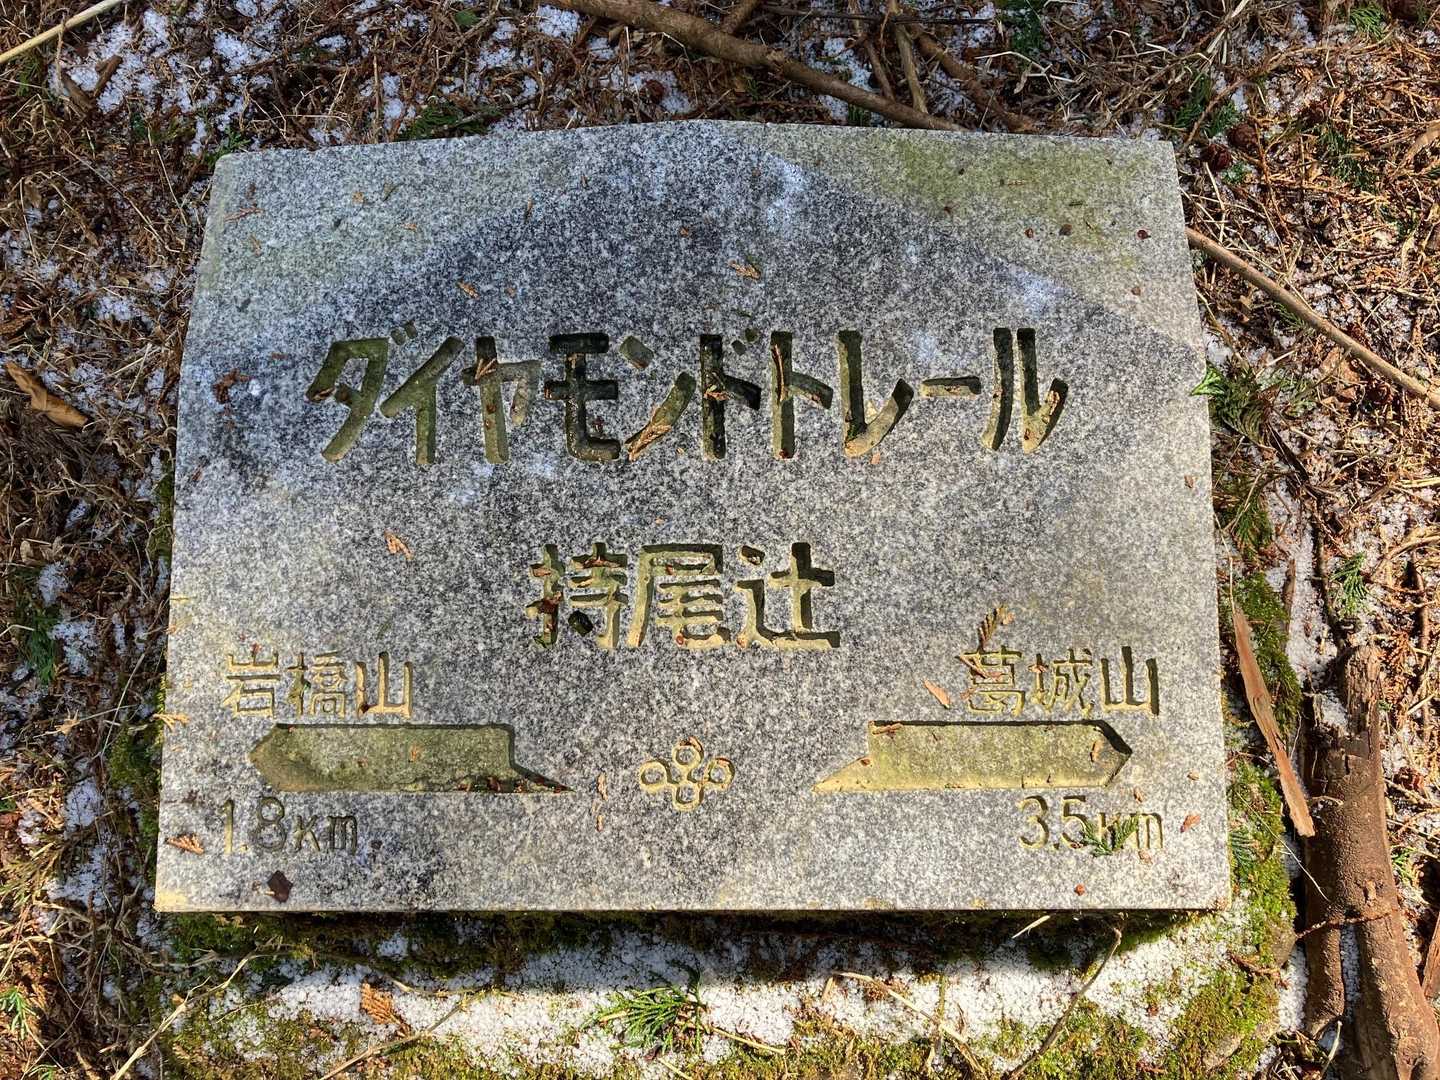 ダイヤモンドトレール
持尾辻
岩橋山
葛城山
1.8km
3.5km